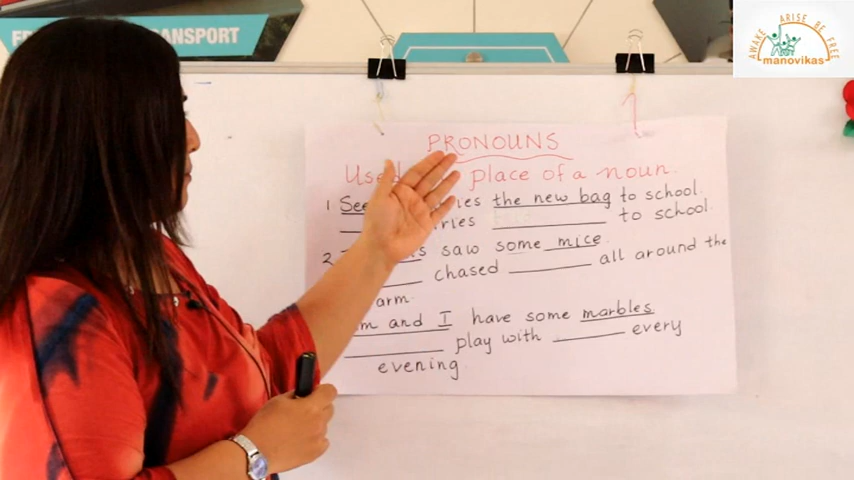 TRANSPORT
AWAKE ARISE BE FREE
manovikas
PRONOUNS
Used place of a noun.
1 the new bag to school.
to school
2 saw some mice.
chased all around the
and I have some marbles
play with every
evening